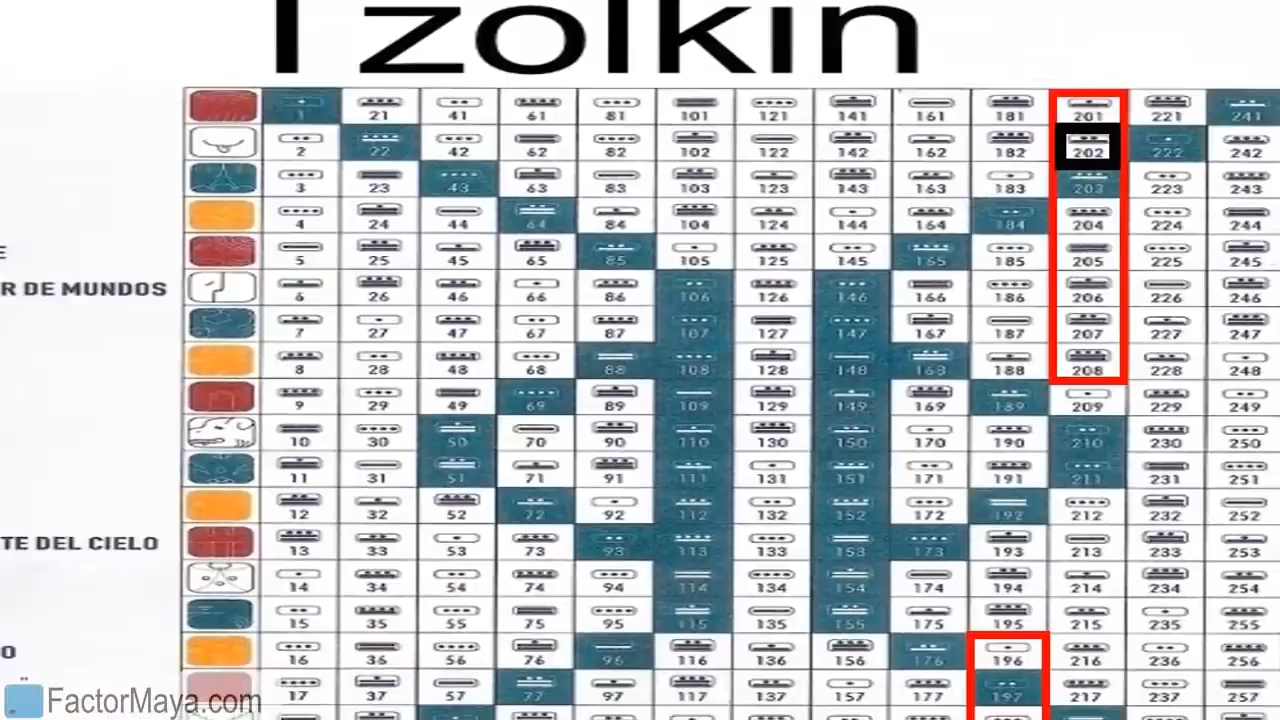 Tzolkin
1 21 41 61 81 101 121 141 161 181 201 221 241
2 22 42 62 82 102 122 142 162 182 202 222 242
3 23 43 63 83 103 123 143 163 183 203 223 243
4 24 44 64 84 104 124 144 164 184 204 224 244
E 5 25 45 65 85 105 125 145 165 185 205 225 245
R DE MUNDOS 6 26 46 66 86 106 126 146 166 186 206 226 246
7 27 47 67 87 107 127 147 167 187 207 227 247
8 28 48 68 88 108 128 148 168 188 208 228 248
9 29 49 69 89 109 129 149 169 189 209 229 249
10 30 50 70 90 110 130 150 170 190 210 230 250
11 31 51 71 91 111 131 151 171 191 211 231 251
12 32 52 72 92 112 132 152 172 192 212 232 252
TE DEL CIELO 13 33 53 73 93 113 133 153 173 193 213 233 253
14 34 54 74 94 114 134 154 174 194 214 234 254
15 35 55 75 95 115 135 155 175 195 215 235 255
O 16 36 56 76 96 116 136 156 176 196 216 236 256
17 37 57 77 97 117 137 157 177 197 217 237 257
FactorMaya.com